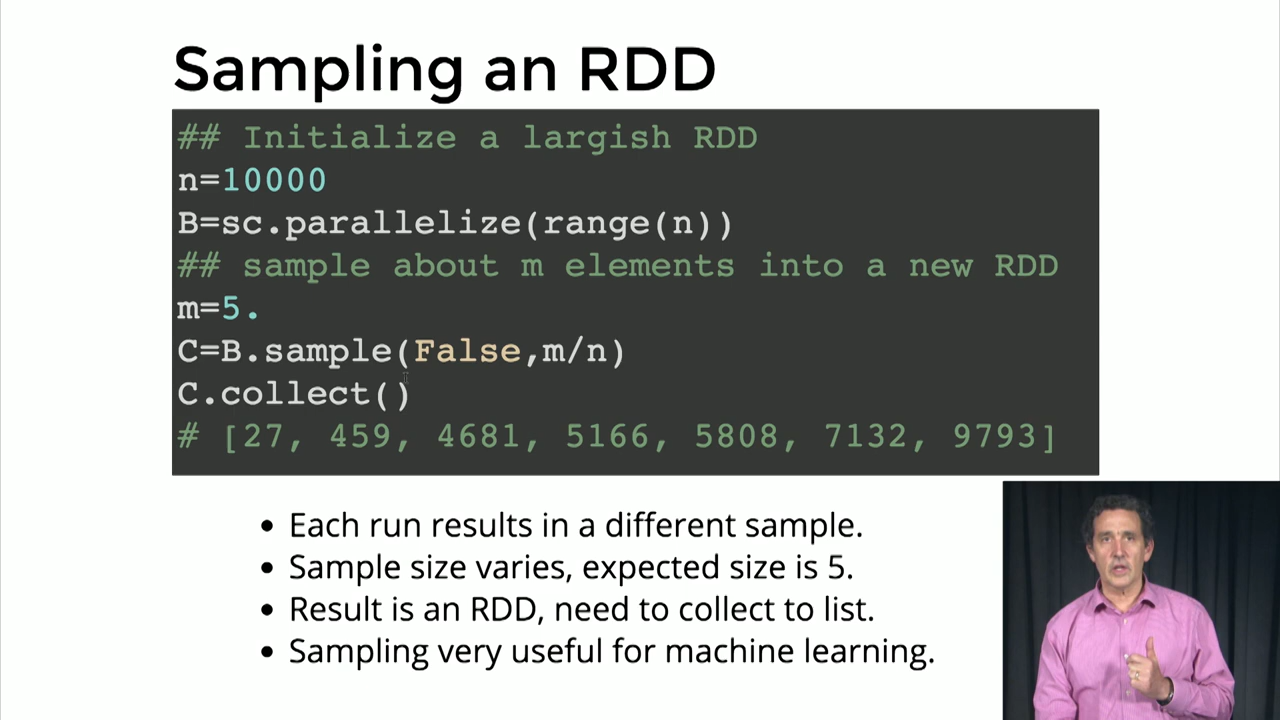 Sampling an RDD
## Initialize a largish RDD
n=10000
B=sc.parallelize(range(n))
## sample about m elements into a new RDD
m=5.
C=B.sample(False,m/n)
C.collect()
# [27, 459, 4681, 5166, 5808, 7132, 9793]
• Each run results in a different sample.
• Sample size varies, expected size is 5.
• Result is an RDD, need to collect to list.
• Sampling very useful for machine learning.